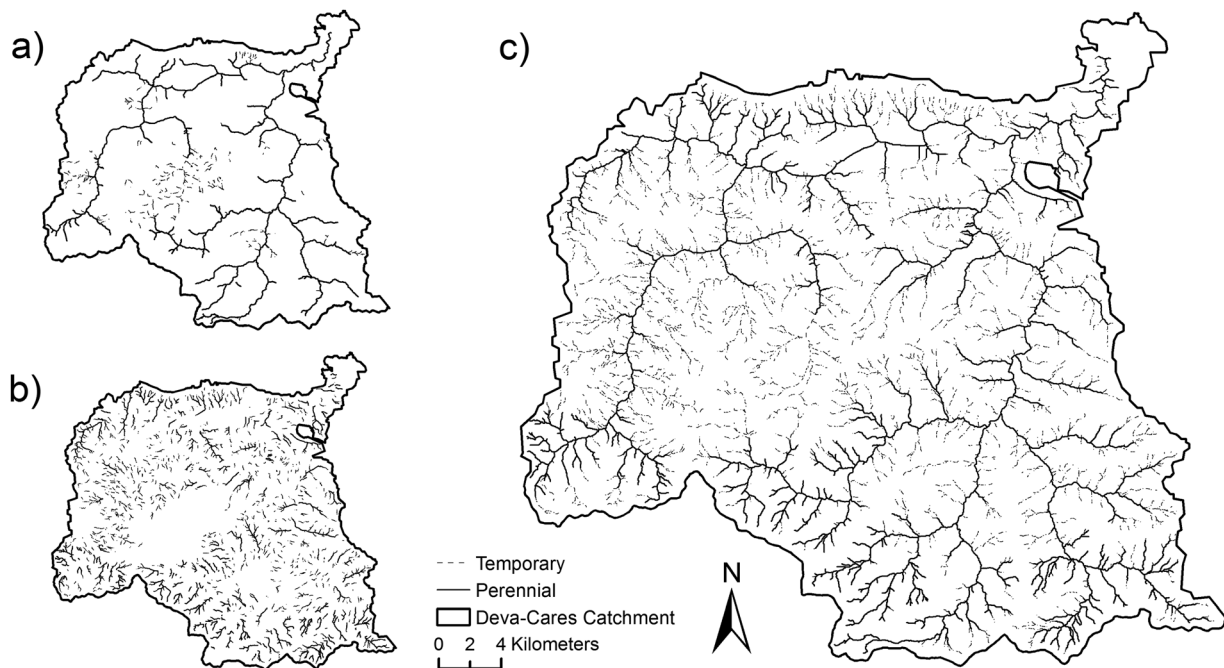 a)
c)
b)
Temporary
Perennial
Deva-Cares Catchment
0 2 4 Kilometers
N